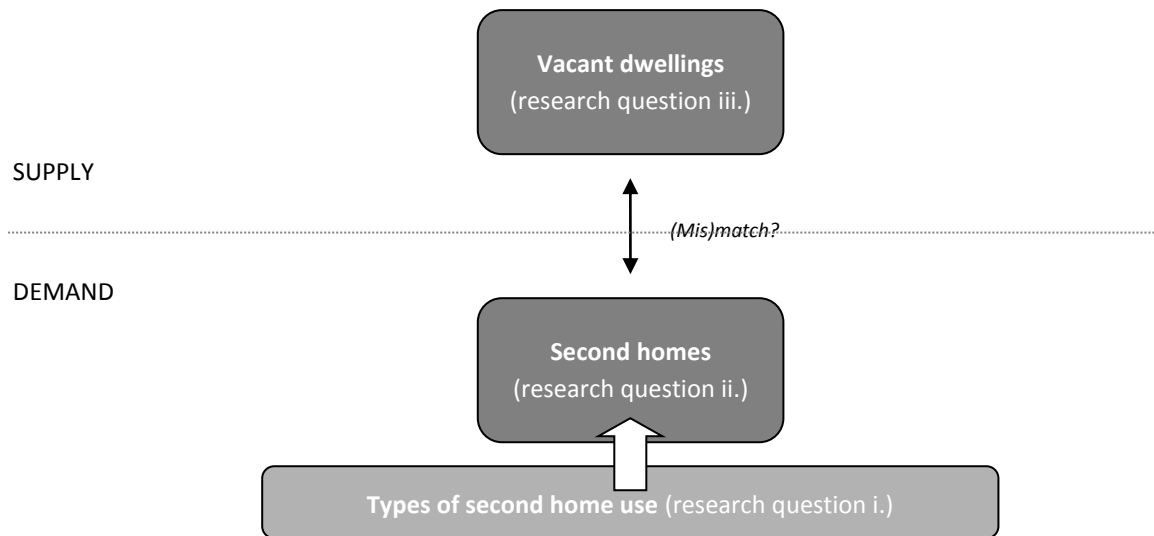 Vacant dwellings
(research question iii.)
SUPPLY
(Mis)match?
DEMAND
Second homes
(research question ii.)
Types of second home use (research question i.)